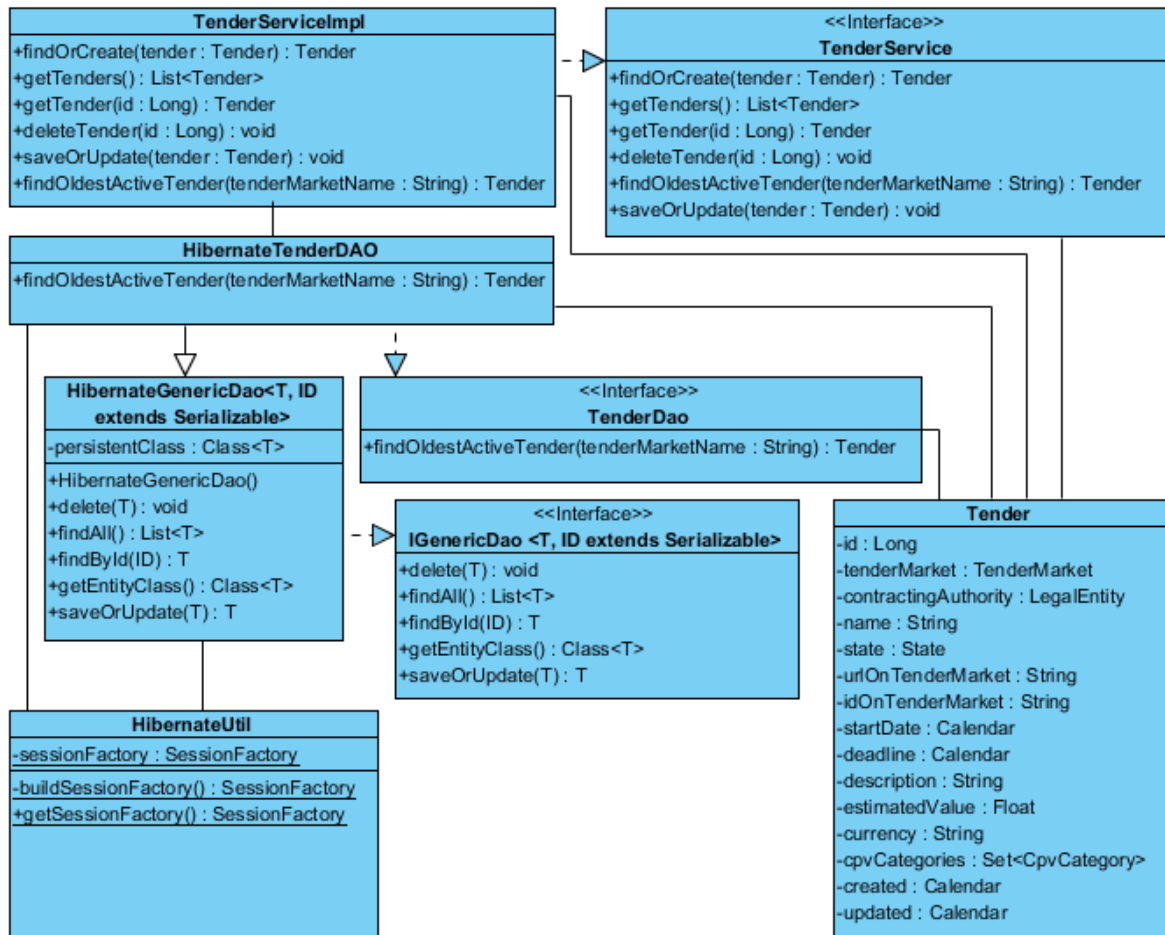 TenderServiceImpl
+findOrCreate(tender : Tender) : Tender
+getTenders() : List<Tender>
+getTender(id : Long) : Tender
+deleteTender(id : Long) : void
+saveOrUpdate(tender : Tender) : void
+findOldestActiveTender(tenderMarketName : String) : Tender
<<Interface>>
TenderService
+findOrCreate(tender : Tender) : Tender
+getTenders() : List<Tender>
+getTender(id : Long) : Tender
+deleteTender(id : Long) : void
+findOldestActiveTender(tenderMarketName : String) : Tender
+saveOrUpdate(tender : Tender) : void
HibernateTenderDAO
+findOldestActiveTender(tenderMarketName : String) : Tender
HibernateGenericDao<T, ID
extends Serializable>
-persistentClass : Class<T>
+HibernateGenericDao()
+delete(T) : void
+findAll() : List<T>
+findById(ID) : T
+getEntityClass() : Class<T>
+saveOrUpdate(T) : T
<<Interface>>
TenderDao
+findOldestActiveTender(tenderMarketName : String) : Tender
<<Interface>>
IGenericDao <T, ID extends Serializable>
+delete(T) : void
+findAll() : List<T>
+findById(ID) : T
+getEntityClass() : Class<T>
+saveOrUpdate(T) : T
Tender
-id : Long
-tenderMarket : TenderMarket
-contractingAuthority : LegalEntity
-name : String
-state : State
-urlOnTenderMarket : String
-idOnTenderMarket : String
-startDate : Calendar
-deadline : Calendar
-description : String
-estimatedValue : Float
-currency : String
-cpvCategories : Set<CpvCategory>
-created : Calendar
-updated : Calendar
HibernateUtil
-sessionFactory : SessionFactory
-buildSessionFactory() : SessionFactory
+getSessionFactory() : SessionFactory